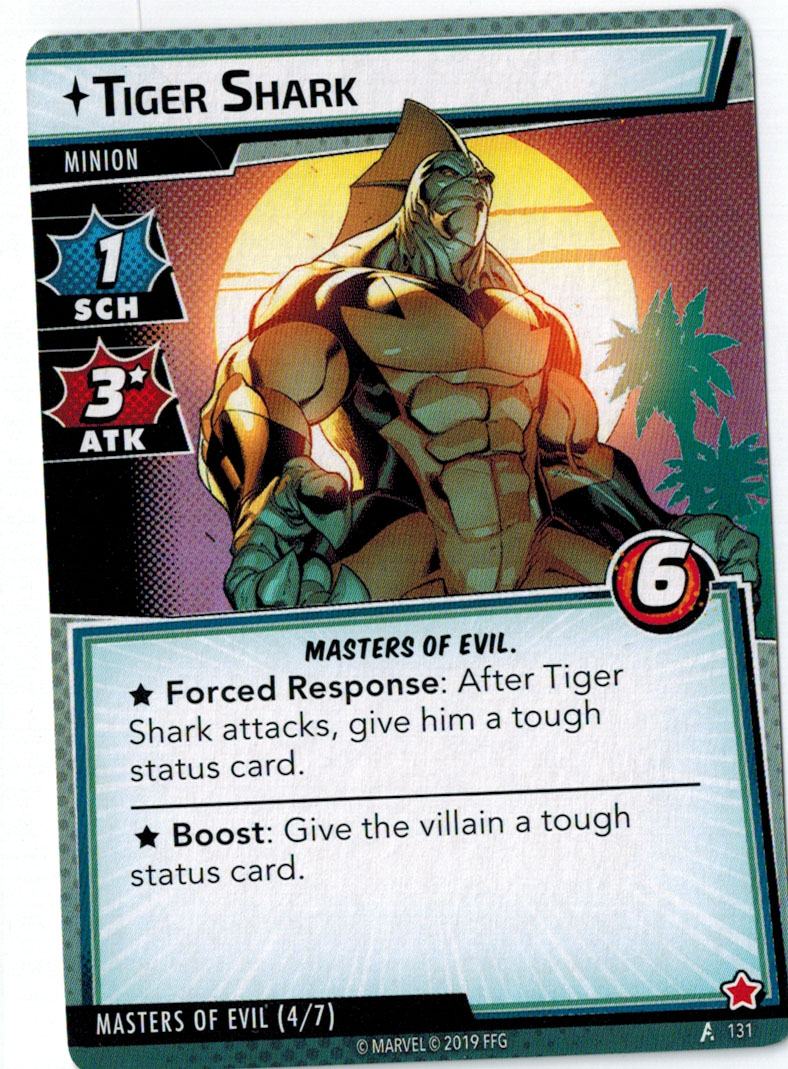 TIGER SHARK
MINION
1
SCH
3
ATK
6
MASTERS OF EVIL.
★ Forced Response: After Tiger
Shark attacks, give him a tough
status card.
★ Boost: Give the villain a tough
status card.
MASTERS OF EVIL (4/7)
© MARVEL © 2019 FFG
131